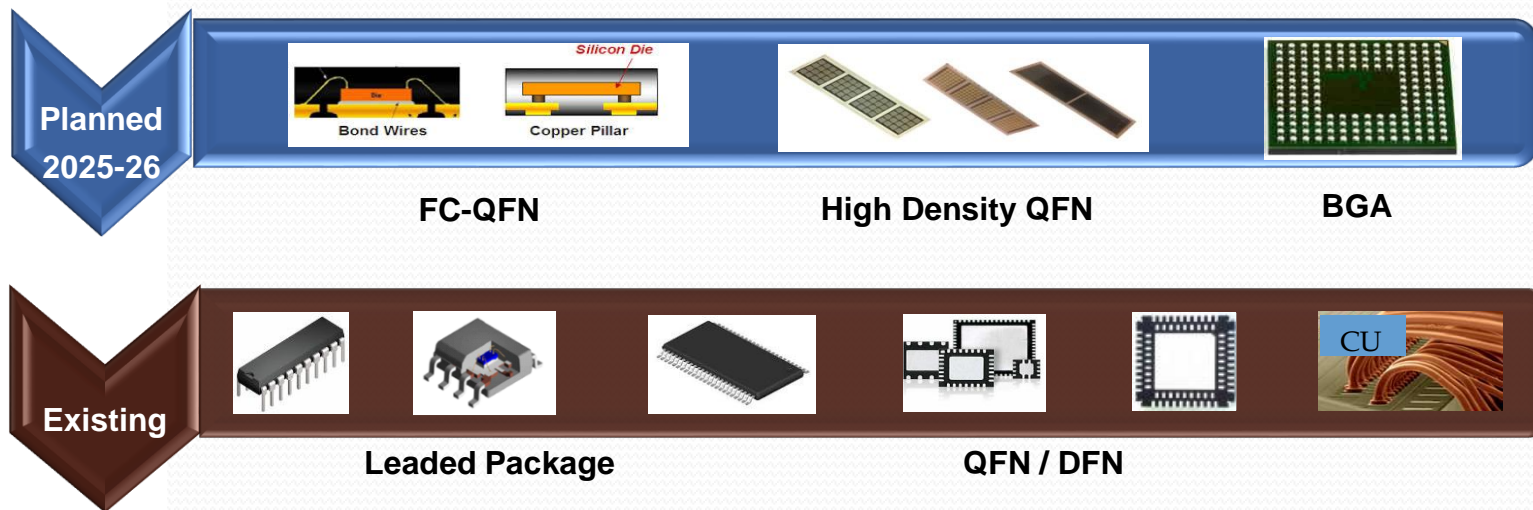 Planned
2025-26
Silicon Die
Die
Bond Wires
Copper Pillar
FC-QFN
High Density QFN
BGA
Existing
CU
Leaded Package
QFN / DFN